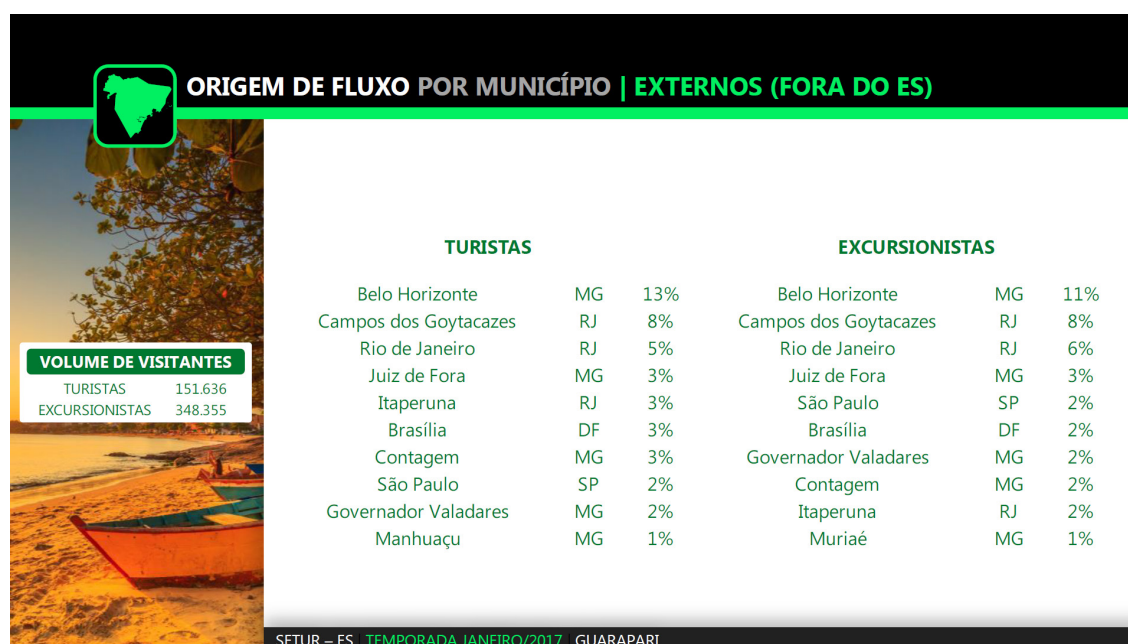 ORIGEM DE FLUXO POR MUNICÍPIO | EXTERNOS (FORA DO ES)
VOLUME DE VISITANTES
TURISTAS 151.636
EXCURSIONISTAS 348.355
TURISTAS
Belo Horizonte MG 13%
Campos dos Goytacazes RJ 8%
Rio de Janeiro RJ 5%
Juiz de Fora MG 3%
Itaperuna RJ 3%
Brasília DF 3%
Contagem MG 3%
São Paulo SP 2%
Governador Valadares MG 2%
Manhuaçu MG 1%
EXCURSIONISTAS
Belo Horizonte MG 11%
Campos dos Goytacazes RJ 8%
Rio de Janeiro RJ 6%
Juiz de Fora MG 3%
São Paulo SP 2%
Brasília DF 2%
Governador Valadares MG 2%
Contagem MG 2%
Itaperuna RJ 2%
Muriaé MG 1%
SETUR – ES | TEMPORADA JANEIRO/2017 | GUARAPARI